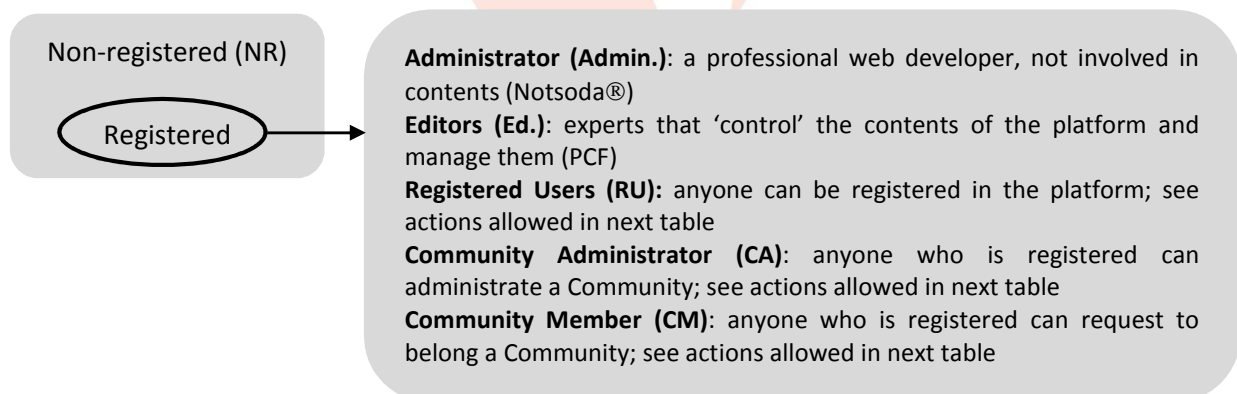 Non-registered (NR)
Registered
Administrator (Admin.): a professional web developer, not involved in
contents (Notsoda®)
Editors (Ed.): experts that ‘control’ the contents of the platform and
manage them (PCF)
Registered Users (RU): anyone can be registered in the platform; see
actions allowed in next table
Community Administrator (CA): anyone who is registered can
administrate a Community; see actions allowed in next table
Community Member (CM): anyone who is registered can request to
belong a Community; see actions allowed in next table